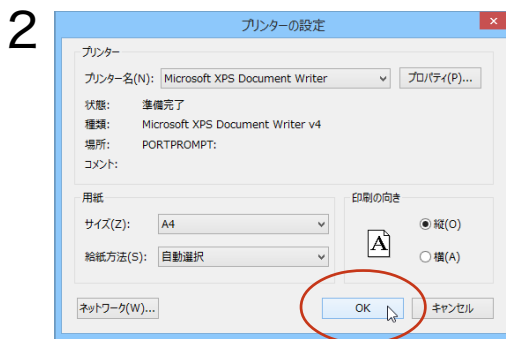 2
プリンターの設定
プリンター
プリンター名(N): Microsoft XPS Document Writer プロパティ(P)...
状態: 準備完了
種類: Microsoft XPS Document Writer v4
場所: PORTPROMPT:
コメント:
用紙
サイズ(Z): A4
給紙方法(S): 自動選択
印刷の向き
A
縦(O)
横(A)
ネットワーク(W)... OK キャンセル